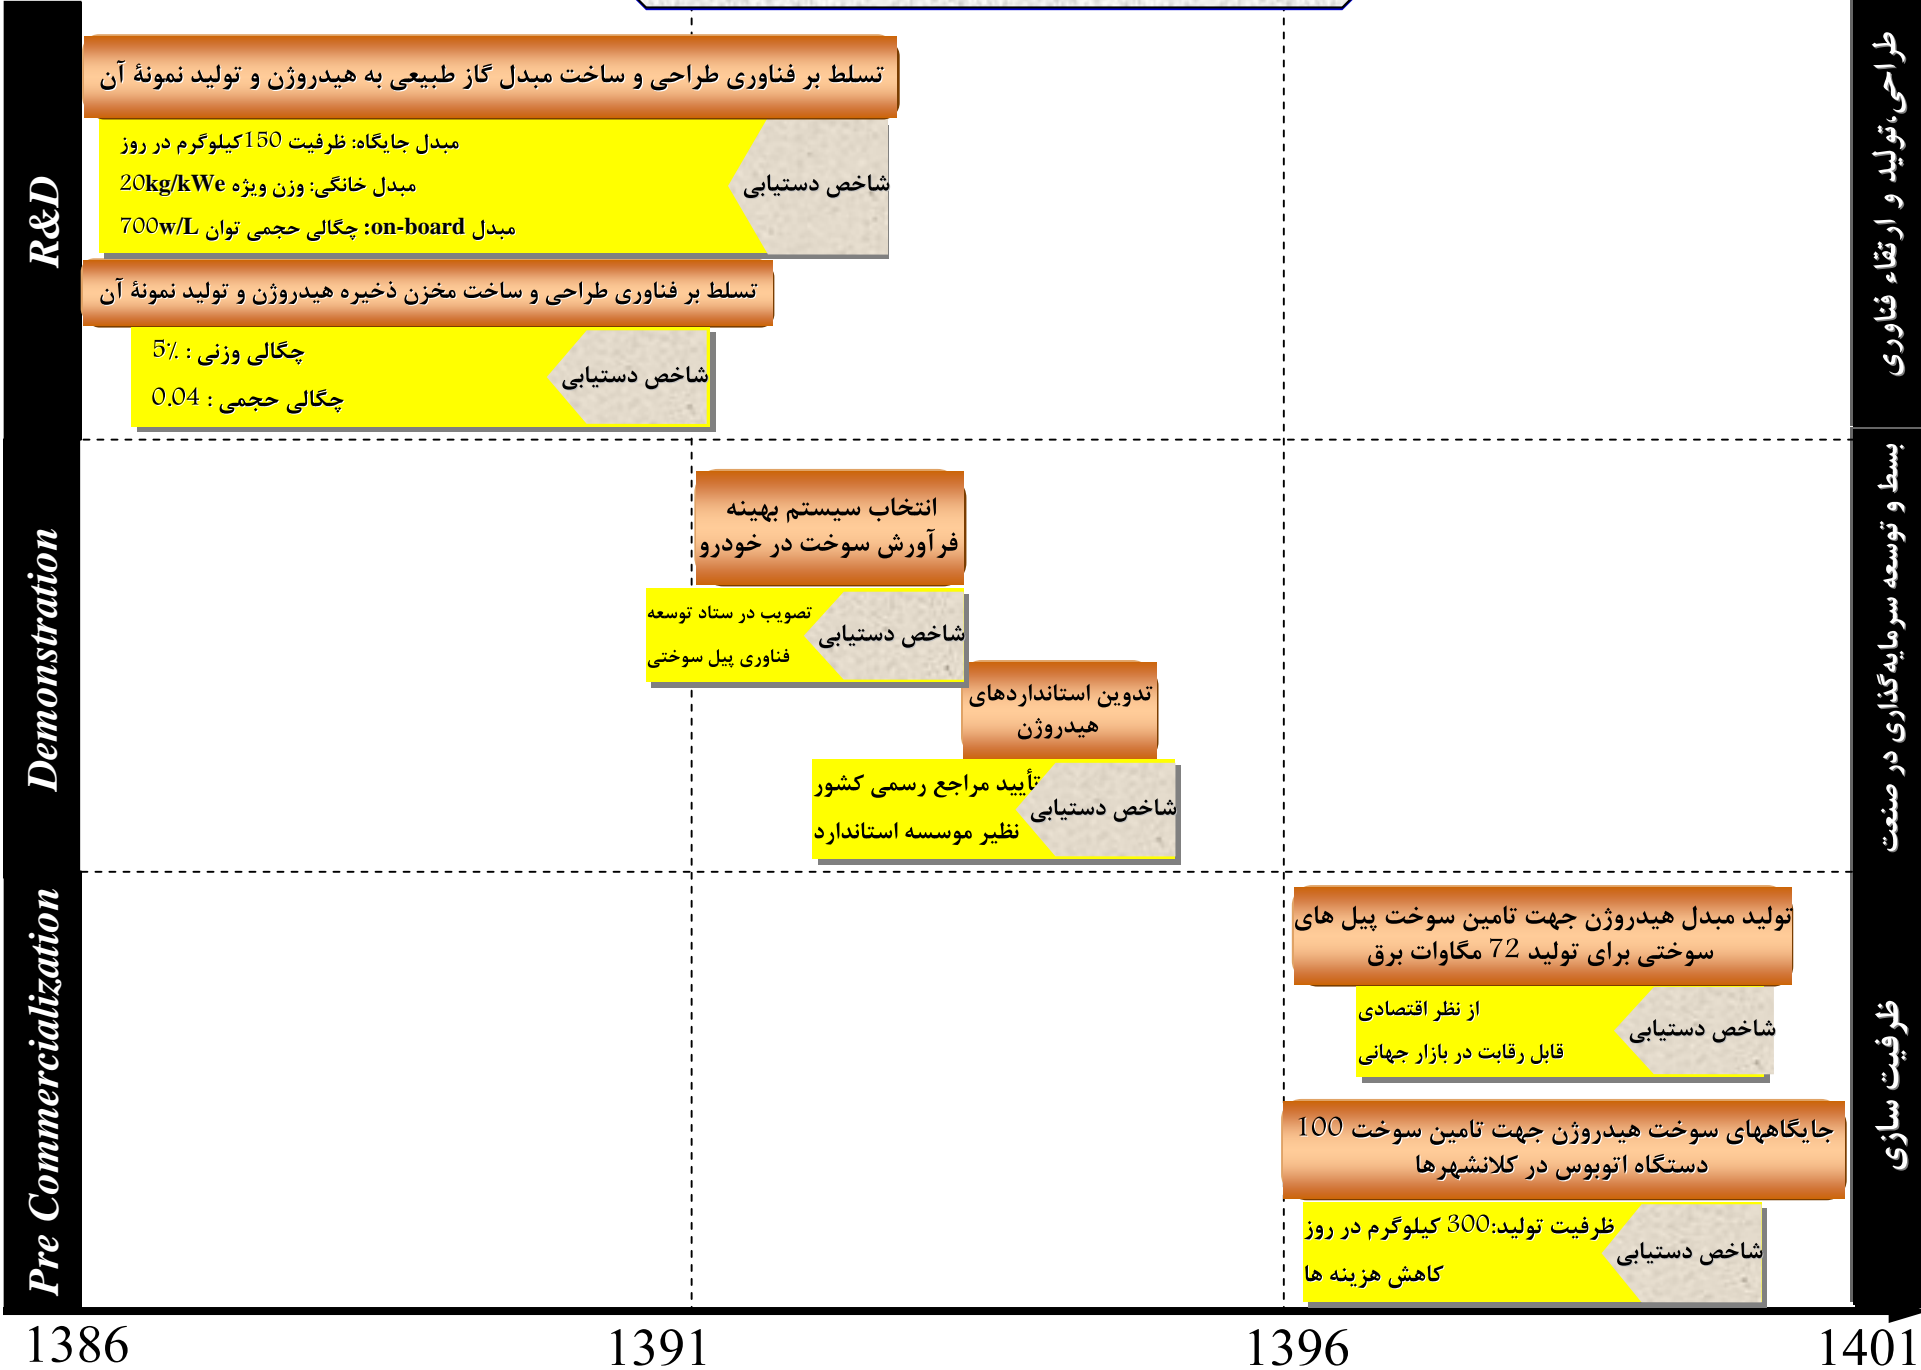 R&D
طراحی،تولید و ارتقاء فناوری
تسلط بر فناوری طراحی و ساخت مبدل گاز طبیعی به هیدروژن و تولید نمونهٔ آن
شاخص دستیابی
مبدل جایگاه: ظرفیت 150کیلوگرم در روز
مبدل خانگی: وزن ویژه 20kg/kWe
مبدل on-board: چگالی حجمی توان 700w/L
تسلط بر فناوری طراحی و ساخت مخزن ذخیره هیدروژن و تولید نمونهٔ آن
شاخص دستیابی
چگالی وزنی : 5٪
چگالی حجمی : 0.04
Demonstration
بسط و توسعه سرمایه‌گذاری در صنعت
انتخاب سیستم بهینه
فرآورش سوخت در خودرو
شاخص دستیابی
تصویب در ستاد توسعه
فناوری پیل سوختی
تدوین استانداردهای
هیدروژن
شاخص دستیابی
تأیید مراجع رسمی کشور
نظیر موسسه استاندارد
Pre Commercialization
ظرفیت سازی
تولید مبدل هیدروژن جهت تامین سوخت پیل های
سوختی برای تولید 72 مگاوات برق
شاخص دستیابی
از نظر اقتصادی
قابل رقابت در بازار جهانی
جایگاههای سوخت هیدروژن جهت تامین سوخت 100
دستگاه اتوبوس در کلانشهرها
شاخص دستیابی
ظرفیت تولید:300 کیلوگرم در روز
کاهش هزینه ها
1386
1391
1396
1401